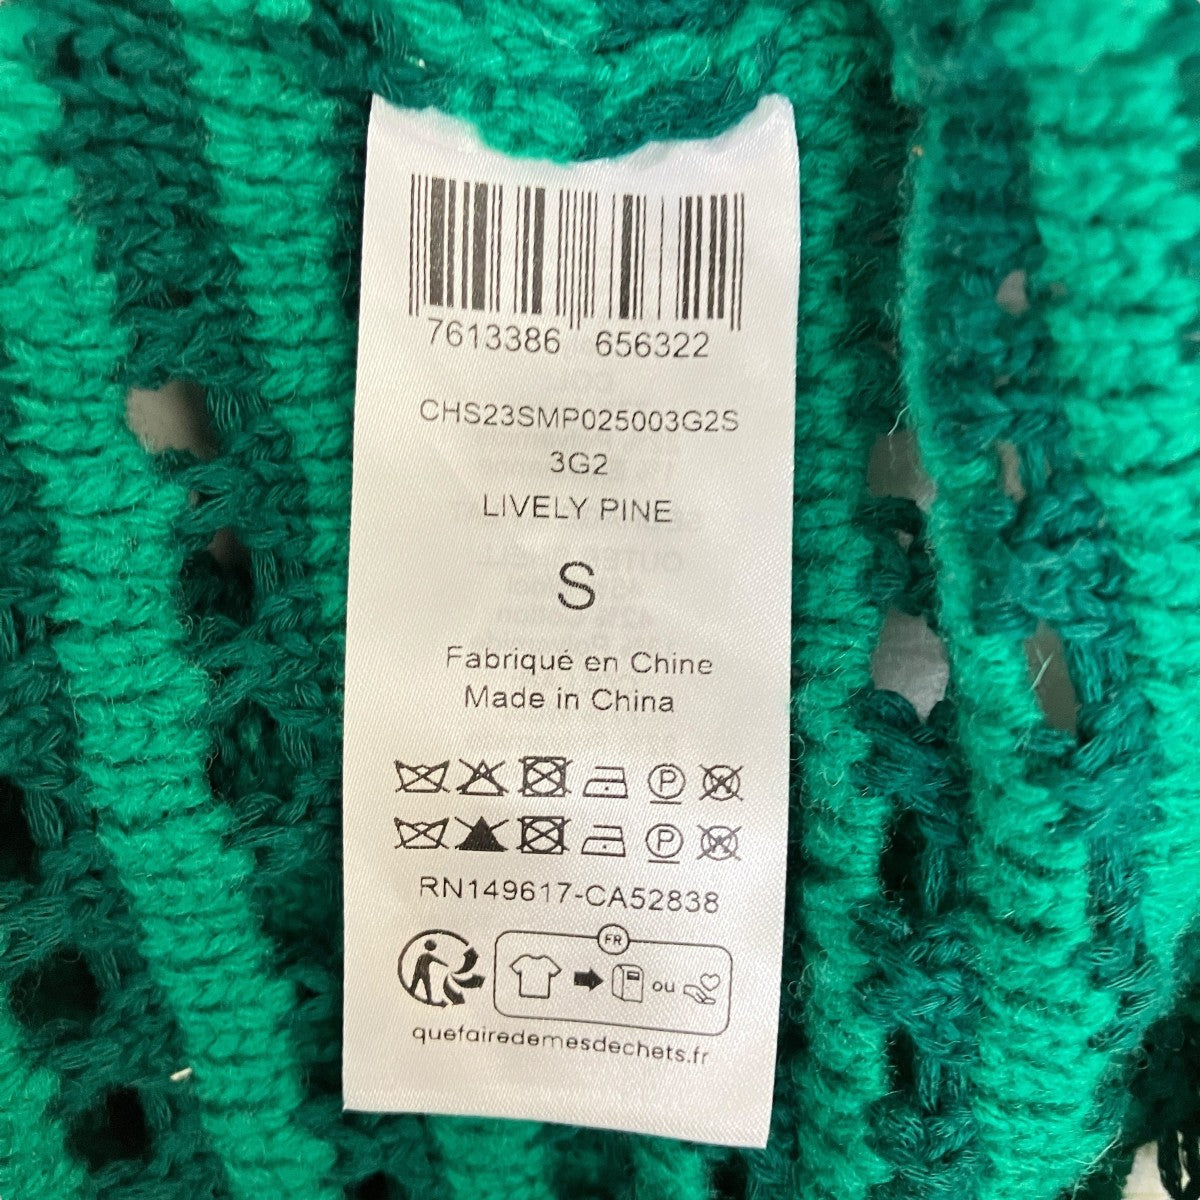 7613386 656322
CHS23SMP025003G2S
3G2
LIVELY PINE
S
Fabriqué en Chine
Made in China
P
P
RN149617-CA52838
FR
ou
quefairedemesdechets.fr